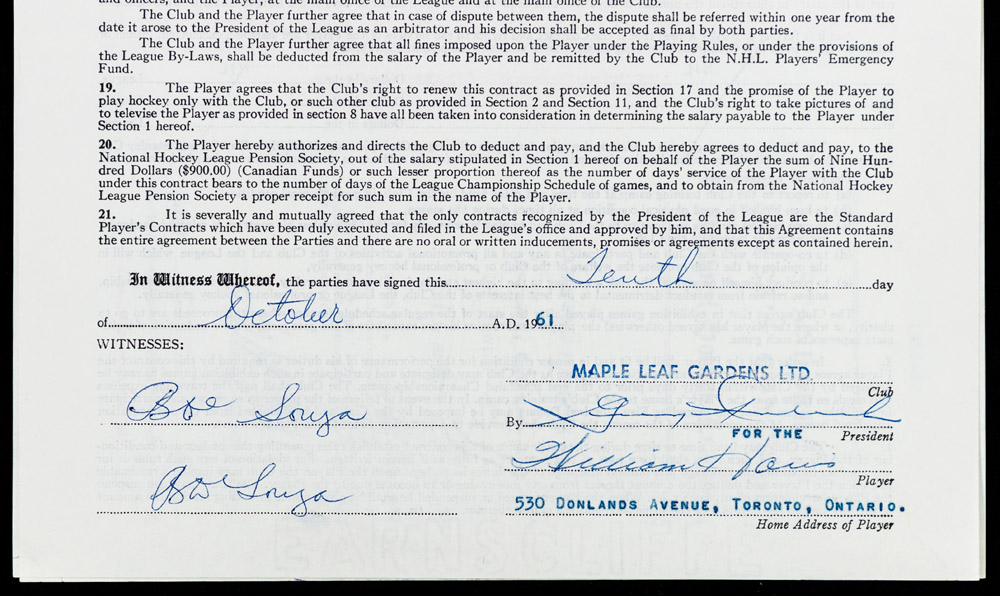 and officers, and the Player, at the main office of the League and at the main office of the Club.
The Club and the Player further agree that in case of dispute between them, the dispute shall be referred within one year from the
date it arose to the President of the League as an arbitrator and his decision shall be accepted as final by both parties.
The Club and the Player further agree that all fines imposed upon the Player under the Playing Rules, or under the provisions of
the League By-Laws, shall be deducted from the salary of the Player and be remitted by the Club to the N.H.L. Players' Emergency
Fund.
19. The Player agrees that the Club's right to renew this contract as provided in Section 17 and the promise of the Player to
play hockey only with the Club, or such other club as provided in Section 2 and Section 11, and the Club's right to take pictures of and
to televise the Player as provided in section 8 have all been taken into consideration in determining the salary payable to the Player under
Section 1 hereof.
20. The Player hereby authorizes and directs the Club to deduct and pay, and the Club hereby agrees to deduct and pay, to the
National Hockey League Pension Society, out of the salary stipulated in Section 1 hereof on behalf of the Player the sum of Nine Hun-
dred Dollars ($900.00) (Canadian Funds) or such lesser proportion thereof as the number of days' service of the Player with the Club
under this contract bears to the number of days of the League Championship Schedule of games, and to obtain from the National Hockey
League Pension Society a proper receipt for such sum in the name of the Player.
21. It is severally and mutually agreed that the only contracts recognized by the President of the League are the Standard
Player's Contracts which have been duly executed and filed in the League's office and approved by him, and that this Agreement contains
the entire agreement between the Parties and there are no oral or written inducements, promises or agreements except as contained herein.
In Witness Whereof, the parties have signed this Tenth day
of October A.D. 1961
WITNESSES:
MAPLE LEAF GARDENS LTD.
Club
By
FOR THE President
William Harris
Player
530 DONLANDS AVENUE, TORONTO, ONTARIO.
Home Address of Player